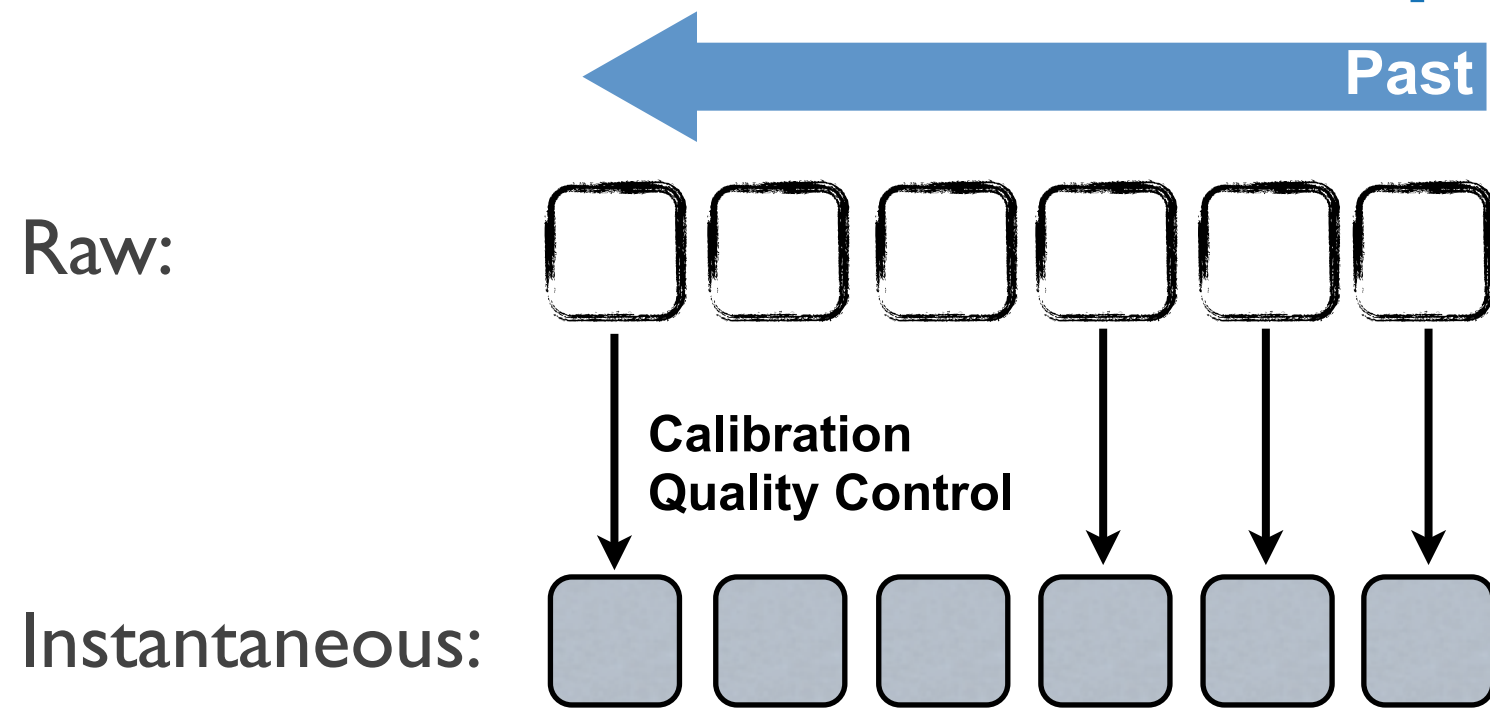 Past
Raw:
Calibration
Quality Control
Instantaneous: